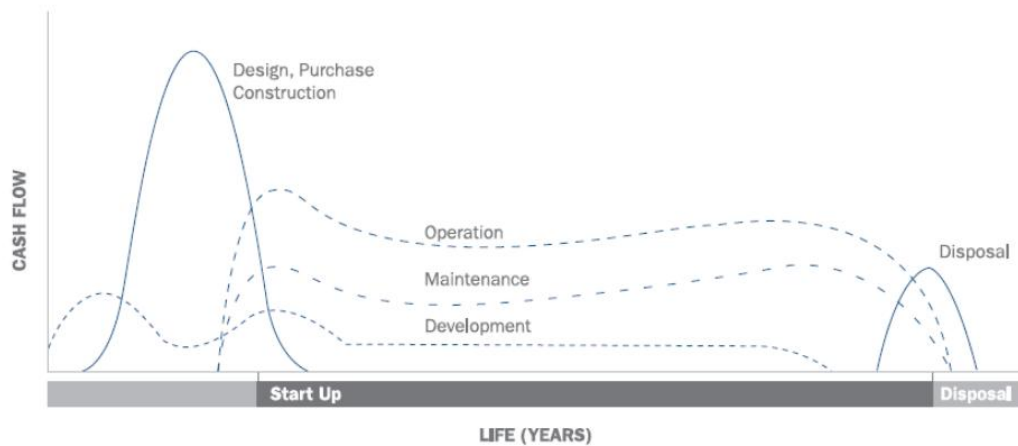 Design, Purchase
Construction
CASH FLOW
Operation
Disposal
Maintenance
Development
Start Up
Disposal
LIFE (YEARS)